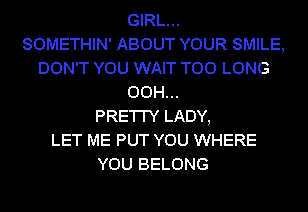 GIRL...
SOMETHIN' ABOUT YOUR SMILE,
DON'T YOU WAIT TOO LONG
OOH...
PRETTY LADY,
LET ME PUT YOU WHERE
YOU BELONG